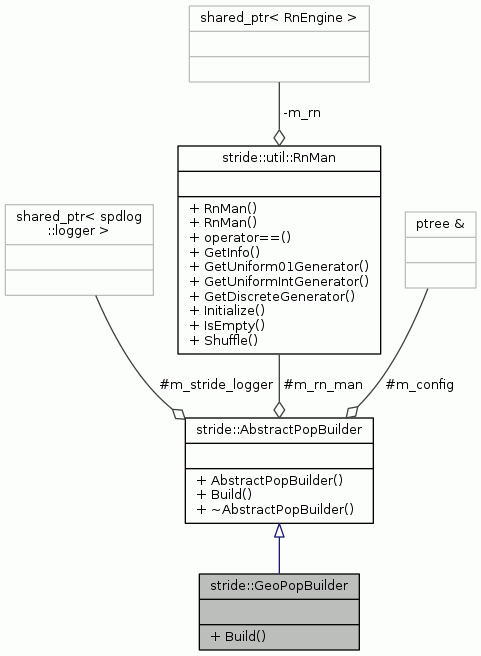 shared_ptr< RnEngine >
-m_rn
stride::util::RnMan
+ RnMan()
+ RnMan()
+ operator==()
+ GetInfo()
+ GetUniform01Generator()
+ GetUniformIntGenerator()
+ GetDiscreteGenerator()
+ Initialize()
+ IsEmpty()
+ Shuffle()
shared_ptr< spdlog
::logger >
ptree &
#m_stride_logger
#m_rn_man
#m_config
stride::AbstractPopBuilder
+ AbstractPopBuilder()
+ Build()
+ ~AbstractPopBuilder()
stride::GeoPopBuilder
+ Build()